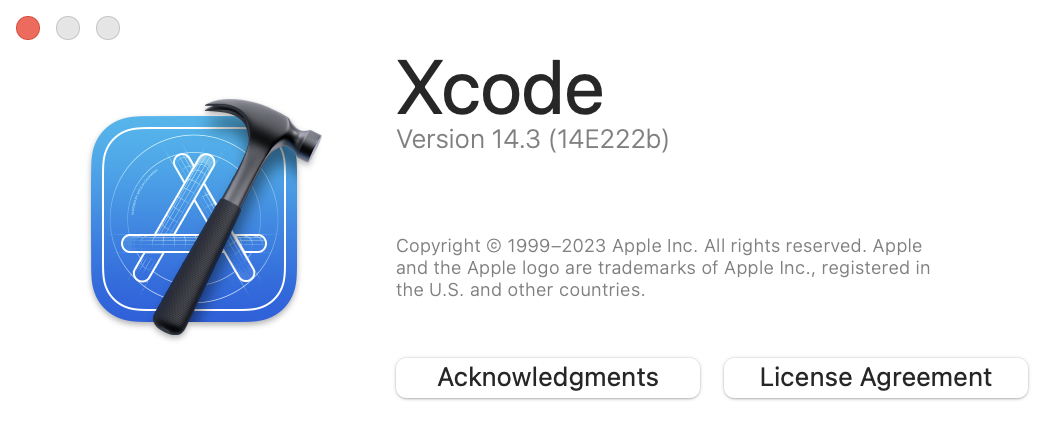 Xcode
Version 14.3 (14E222b)
Copyright © 1999–2023 Apple Inc. All rights reserved. Apple
and the Apple logo are trademarks of Apple Inc., registered in
the U.S. and other countries.
Acknowledgments
License Agreement